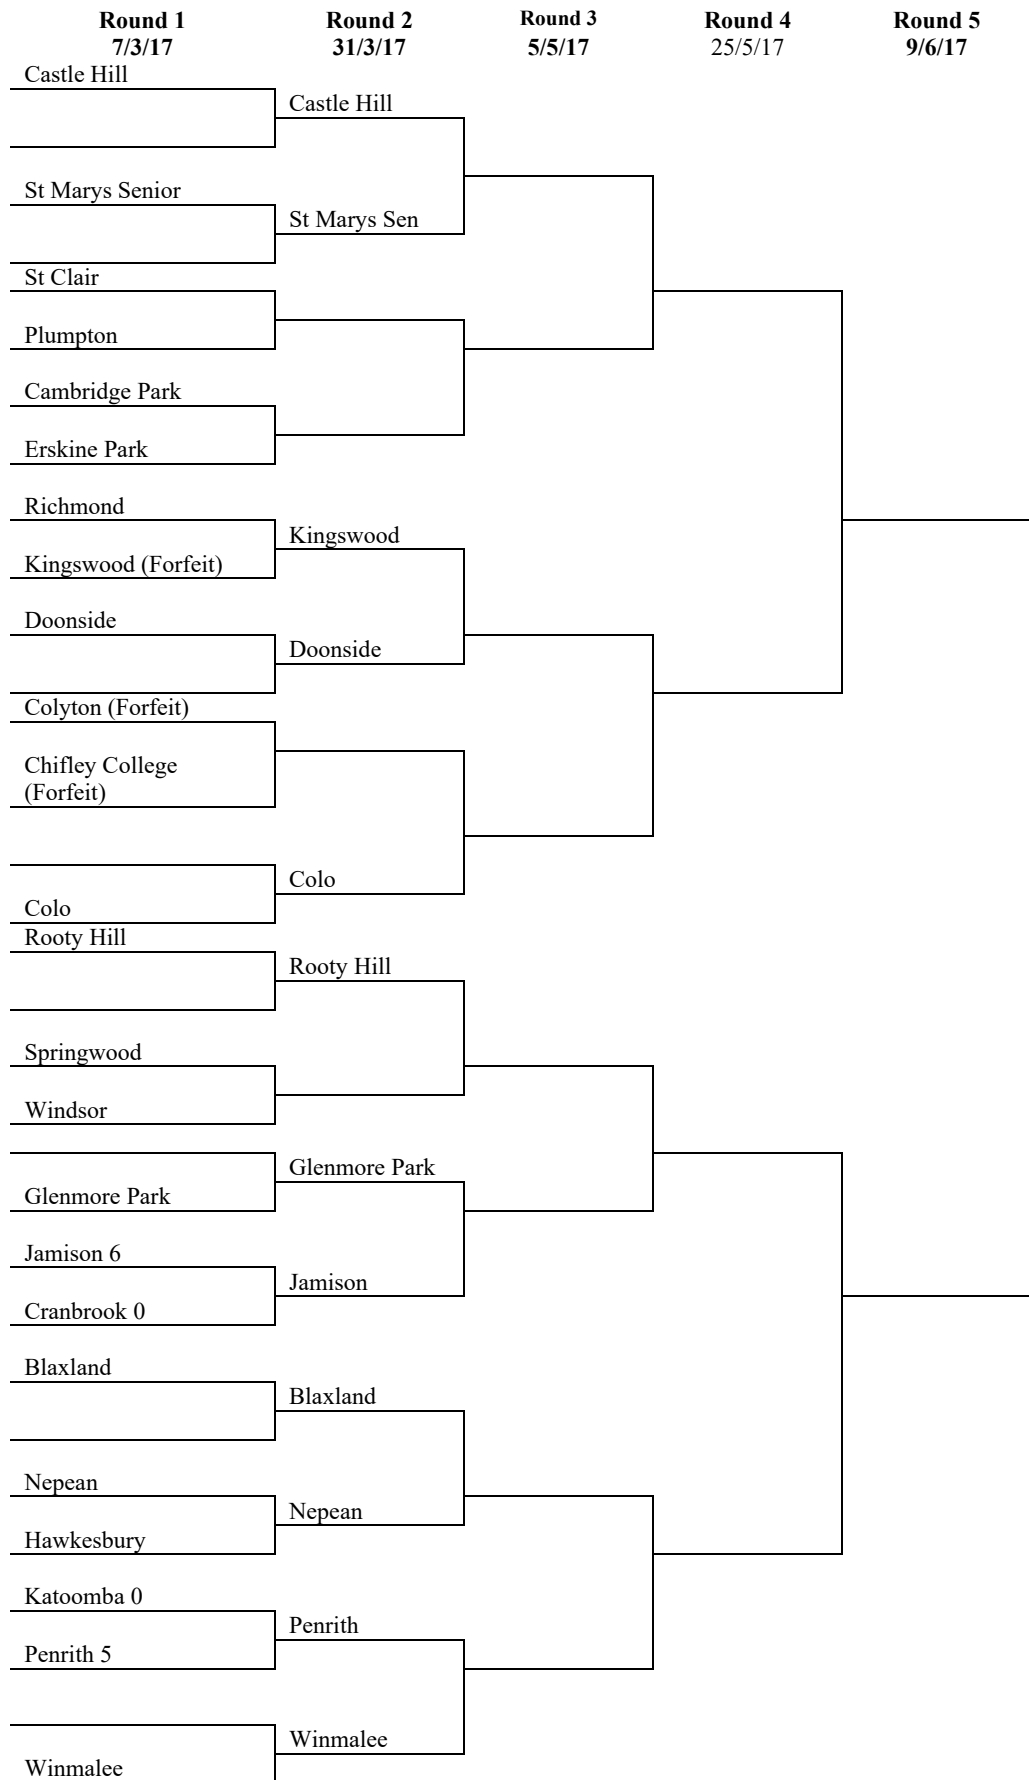 Round 1 Round 2 Round 3 Round 4 Round 5
7/3/17 31/3/17 5/5/17 25/5/17 9/6/17
Castle Hill
Castle Hill
St Marys Senior
St Marys Sen
St Clair
Plumpton
Cambridge Park
Erskine Park
Richmond
Kingswood
Kingswood (Forfeit)
Doonside
Doonside
Colyton (Forfeit)
Chifley College
(Forfeit)
Colo
Colo
Rooty Hill
Rooty Hill
Springwood
Windsor
Glenmore Park
Glenmore Park
Jamison 6
Jamison
Cranbrook 0
Blaxland
Blaxland
Nepean
Nepean
Hawkesbury
Katoomba 0
Penrith
Penrith 5
Winmalee
Winmalee